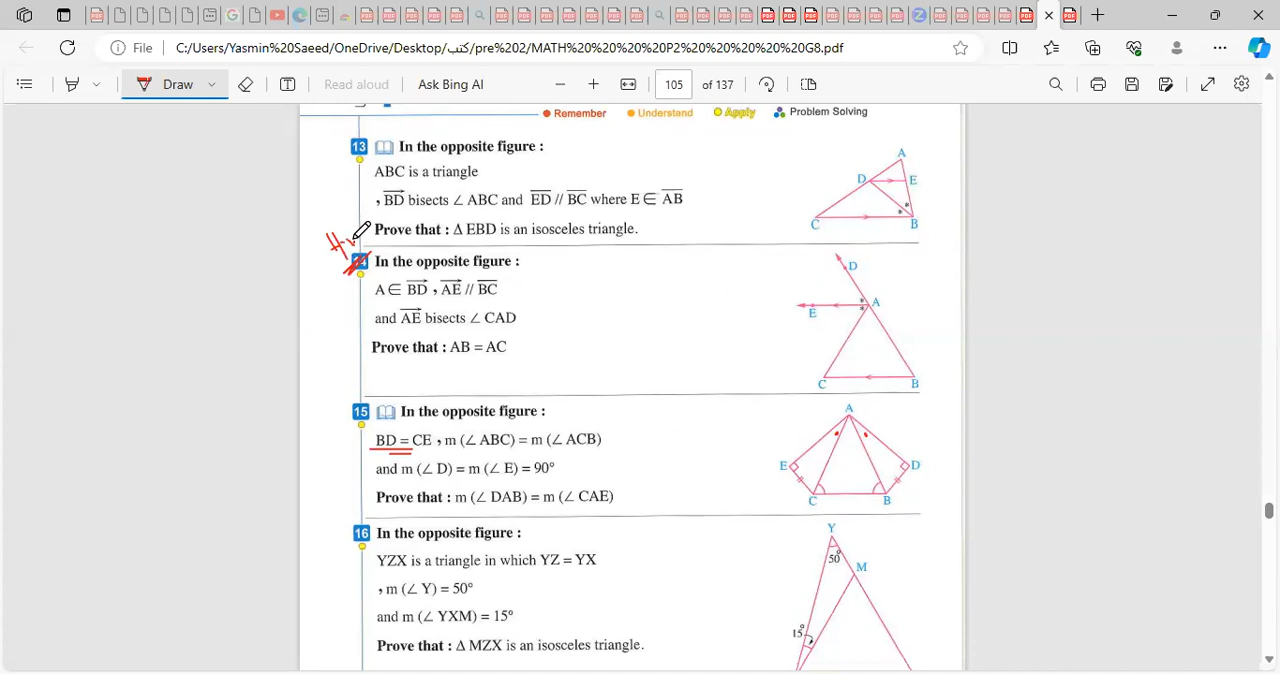 File
C:/Users/Yasmin%20Saeed/OneDrive/Desktop/كتب/pre%202/MATH%20%20%20%20P2%20%20%20%20%20G8.pdf
Draw
Read aloud
Ask Bing AI
105 of 137
Remember Understand Apply Problem Solving
13 In the opposite figure :
ABC is a triangle
, BD bisects ∠ ABC and ED // BC where E ∈ AB
Prove that : Δ EBD is an isosceles triangle.
A
D
E
C
B
In the opposite figure :
A ∈ BD , AE // BC
and AE bisects ∠ CAD
Prove that : AB = AC
D
A
E
C
B
15 In the opposite figure :
BD = CE , m (∠ ABC) = m (∠ ACB)
and m (∠ D) = m (∠ E) = 90°
Prove that : m (∠ DAB) = m (∠ CAE)
A
E
D
C
B
16 In the opposite figure :
YZX is a triangle in which YZ = YX
, m (∠ Y) = 50°
and m (∠ YXM) = 15°
Prove that : Δ MZX is an isosceles triangle.
Y
50°
M
15°